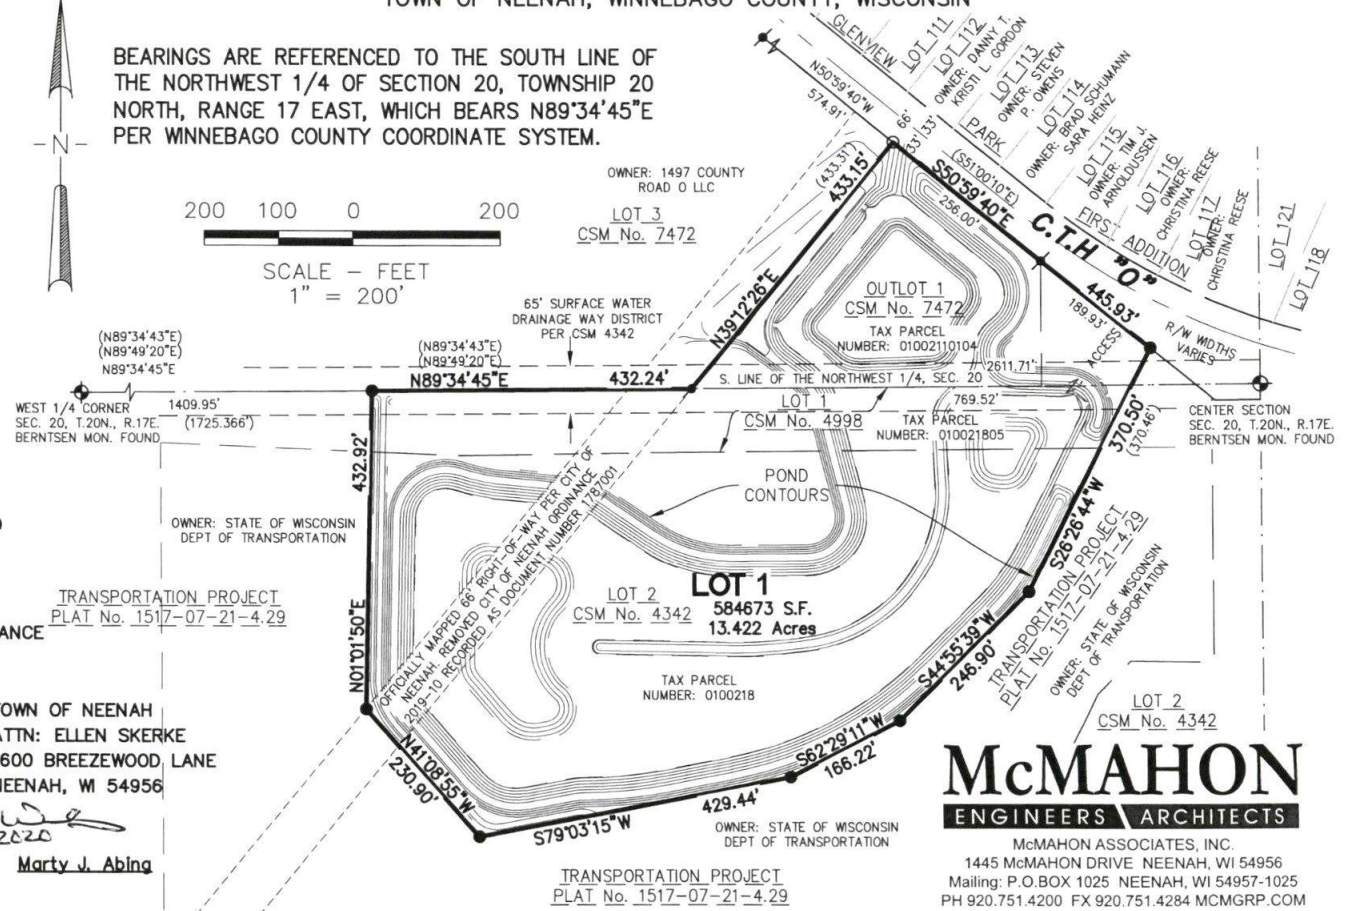 TOWN OF NEENAH, WINNEBAGO COUNTY, WISCONSIN
BEARINGS ARE REFERENCED TO THE SOUTH LINE OF
THE NORTHWEST 1/4 OF SECTION 20, TOWNSHIP 20
NORTH, RANGE 17 EAST, WHICH BEARS N89°34'45"E
PER WINNEBAGO COUNTY COORDINATE SYSTEM.
-N-
200 100 0 200
SCALE - FEET
1" = 200'
OWNER: 1497 COUNTY
ROAD O LLC
LOT 3
CSM No. 7472
65' SURFACE WATER
DRAINAGE WAY DISTRICT
PER CSM 4342
GLENVIEW
PARK
FIRST
ADDITION
LOT 111
LOT 112
OWNER: DANNY T.
KRISTI L. GORDON
LOT 113
OWNER: STEVEN
P. OWENS
LOT 114
OWNER: BRAD SCHUMANN
SARA HEINZ
LOT 115
OWNER: TIM J.
ARNOLDUSSEN
LOT 116
OWNER:
CHRISTINA REESE
LOT 117
OWNER:
CHRISTINA REESE
LOT 121
LOT 118
N50°59'40"W
574.91'
66'
33'
33'
(433.31')
433.15'
N39°12'26"E
S50°59'40"E
(S51°00'10"E)
256.00'
C.T.H "O"
445.93'
189.93'
ACCESS
R/W WIDTHS
VARIES
OUTLOT 1
CSM No. 7472
TAX PARCEL
NUMBER: 01002110104
(N89°34'43"E)
(N89°49'20"E)
N89°34'45"E
(N89°34'43"E)
(N89°49'20"E)
N89°34'45"E
432.24'
S. LINE OF THE NORTHWEST 1/4, SEC. 20
2611.71'
769.52'
WEST 1/4 CORNER
SEC. 20, T.20N., R.17E.
BERNTSEN MON. FOUND
1409.95'
(1725.366')
LOT 1
CSM No. 4998
TAX PARCEL
NUMBER: 010021805
CENTER SECTION
SEC. 20, T.20N., R.17E.
BERNTSEN MON. FOUND
432.92'
N01°01'50"E
370.50'
(370.46')
S26°26'44"W
POND
CONTOURS
OWNER: STATE OF WISCONSIN
DEPT OF TRANSPORTATION
TRANSPORTATION PROJECT
PLAT No. 1517-07-21-4.29
OFFICIALLY MAPPED 66' RIGHT-OF-WAY PER CITY OF
NEENAH, REMOVED CITY OF NEENAH ORDINANCE
2019-10 RECORDED AS DOCUMENT NUMBER 1787001
LOT 1
584673 S.F.
13.422 Acres
LOT 2
CSM No. 4342
TAX PARCEL
NUMBER: 0100218
TRANSPORTATION PROJECT
PLAT No. 1517-07-21-4.29
OWNER: STATE OF WISCONSIN
DEPT OF TRANSPORTATION
S44°55'39"W
246.90'
LOT 2
CSM No. 4342
S62°29'11"W
166.22'
N41°08'55"W
230.90'
429.44'
S79°03'15"W
OWNER: STATE OF WISCONSIN
DEPT OF TRANSPORTATION
TRANSPORTATION PROJECT
PLAT No. 1517-07-21-4.29
ANCE
TOWN OF NEENAH
ATTN: ELLEN SKERKE
600 BREEZEWOOD LANE
NEENAH, WI 54956
2020
Marty J. Abing
McMAHON
ENGINEERS ARCHITECTS
McMAHON ASSOCIATES, INC.
1445 McMAHON DRIVE NEENAH, WI 54956
Mailing: P.O.BOX 1025 NEENAH, WI 54957-1025
PH 920.751.4200 FX 920.751.4284 MCMGRP.COM